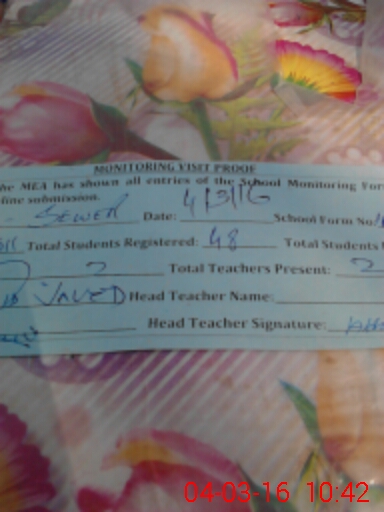 MONITORING VISIT PROOF
he MEA has shown all entries of the School Monitoring For
line submission.
SEWER Date: 4/3/16 School Form No
Total Students Registered: 48 Total Students
2 Total Teachers Present: 2
JAVED Head Teacher Name:
Head Teacher Signature:
04-03-16 10:42